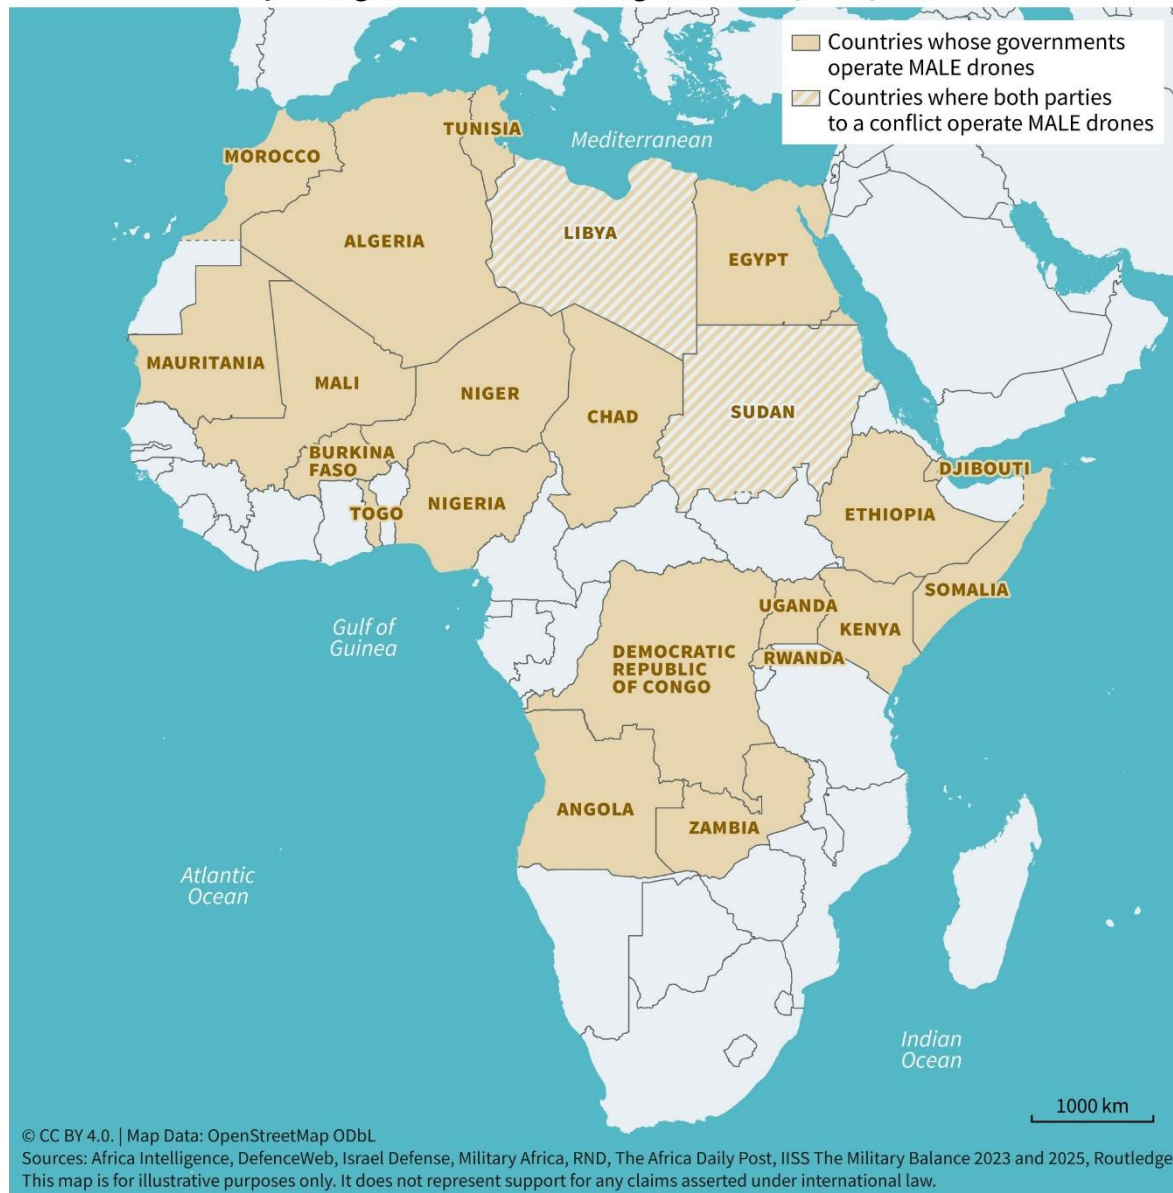 Countries whose governments
operate MALE drones
Countries where both parties
to a conflict operate MALE drones
Mediterranean
TUNISIA
MOROCCO
ALGERIA
LIBYA
EGYPT
MAURITANIA
MALI
NIGER
CHAD
SUDAN
BURKINA
FASO
TOGO
NIGERIA
DJIBOUTI
ETHIOPIA
SOMALIA
UGANDA
KENYA
RWANDA
Gulf of
Guinea
DEMOCRATIC
REPUBLIC
OF CONGO
ANGOLA
ZAMBIA
Atlantic
Ocean
Indian
Ocean
1000 km
© CC BY 4.0. | Map Data: OpenStreetMap ODbL
Sources: Africa Intelligence, DefenceWeb, Israel Defense, Military Africa, RND, The Africa Daily Post, IISS The Military Balance 2023 and 2025, Routledge
This map is for illustrative purposes only. It does not represent support for any claims asserted under international law.